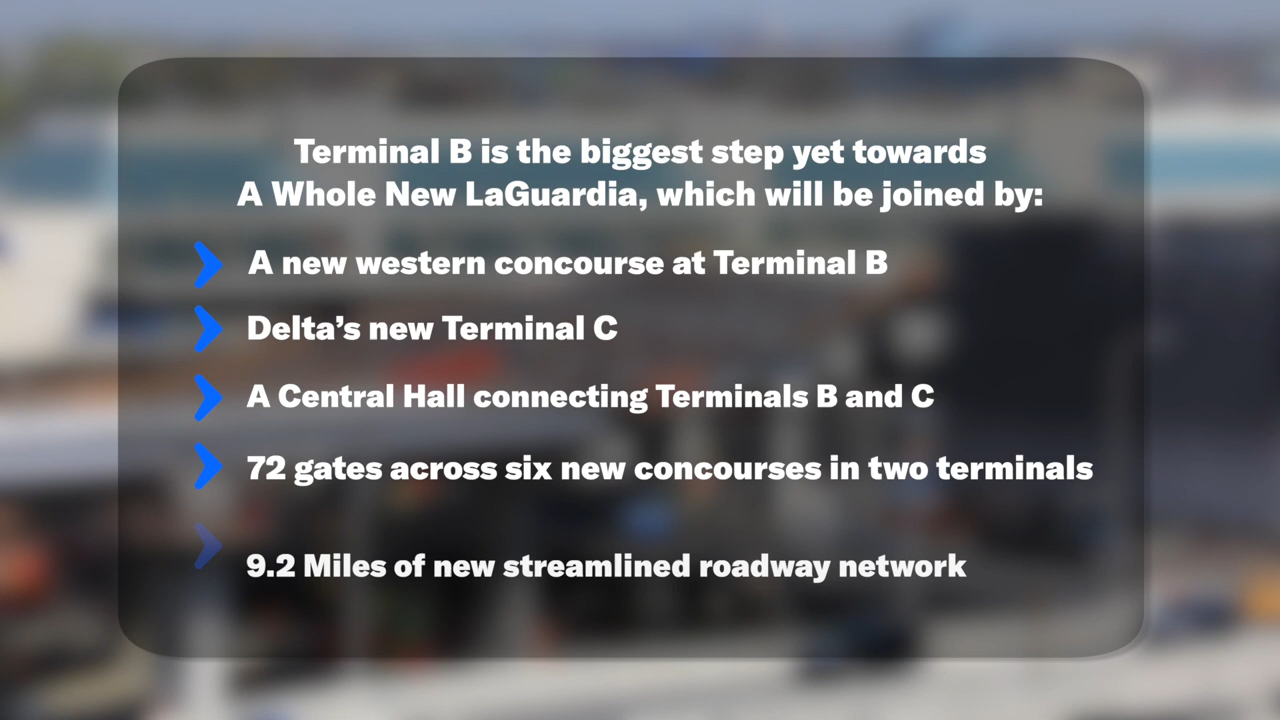 Terminal B is the biggest step yet towards
A Whole New LaGuardia, which will be joined by:
A new western concourse at Terminal B
Delta’s new Terminal C
A Central Hall connecting Terminals B and C
72 gates across six new concourses in two terminals
9.2 Miles of new streamlined roadway network